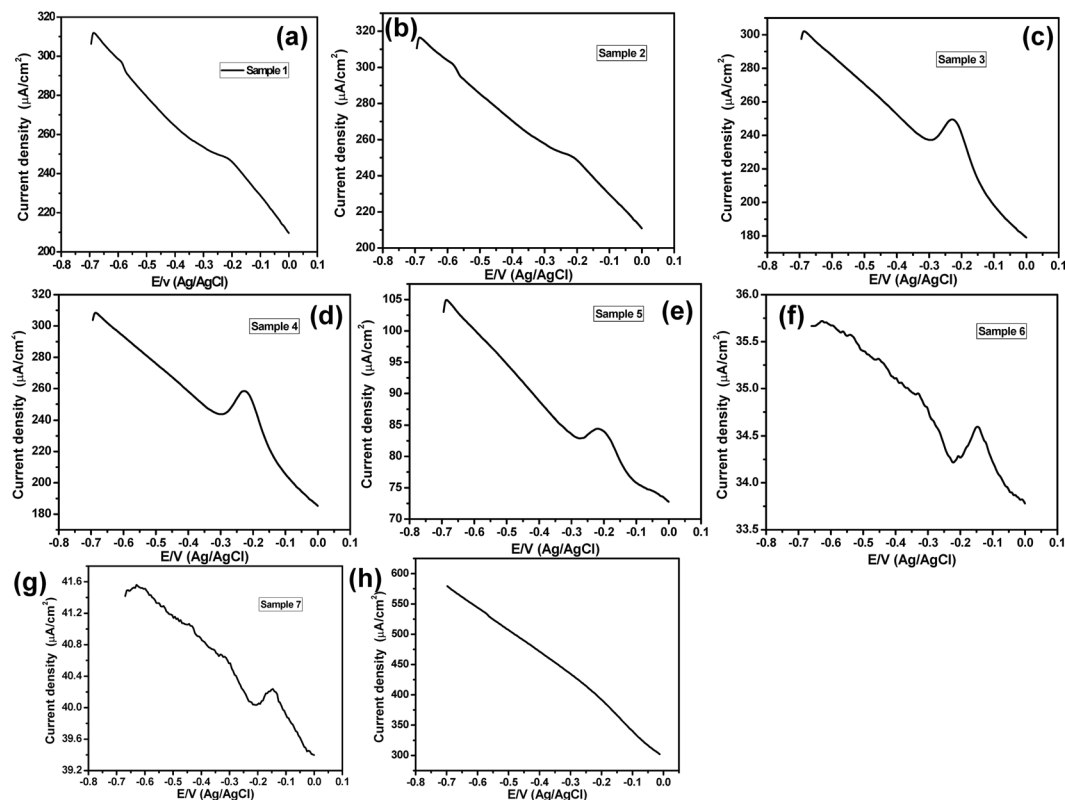 (a)
Sample 1
Current density (μA/cm²)
320
300
280
260
240
220
200
-0.8 -0.7 -0.6 -0.5 -0.4 -0.3 -0.2 -0.1 0.0 0.1
E/v (Ag/AgCl)
(b)
Sample 2
Current density (μA/cm²)
320
300
280
260
240
220
200
-0.8 -0.7 -0.6 -0.5 -0.4 -0.3 -0.2 -0.1 0.0 0.1
E/V (Ag/AgCl)
(c)
Sample 3
Current density (μA/cm²)
300
270
240
210
180
-0.8 -0.7 -0.6 -0.5 -0.4 -0.3 -0.2 -0.1 0.0 0.1
E/V (Ag/AgCl)
(d)
Sample 4
Current density (μA/cm²)
320
300
280
260
240
220
200
180
-0.8 -0.7 -0.6 -0.5 -0.4 -0.3 -0.2 -0.1 0.0 0.1
E/V (Ag/AgCl)
(e)
Sample 5
Current density (μA/cm²)
105
100
95
90
85
80
75
70
-0.8 -0.7 -0.6 -0.5 -0.4 -0.3 -0.2 -0.1 0.0 0.1
E/V (Ag/AgCl)
(f)
Sample 6
Current density (μA/cm²)
36.0
35.5
35.0
34.5
34.0
33.5
-0.8 -0.7 -0.6 -0.5 -0.4 -0.3 -0.2 -0.1 0.0 0.1
E/V (Ag/AgCl)
(g)
Sample 7
Current density (μA/cm²)
41.6
41.2
40.8
40.4
40.0
39.6
39.2
-0.8 -0.7 -0.6 -0.5 -0.4 -0.3 -0.2 -0.1 0.0 0.1
E/V (Ag/AgCl)
(h)
Current density (μA/cm²)
600
550
500
450
400
350
300
-0.8 -0.7 -0.6 -0.5 -0.4 -0.3 -0.2 -0.1 0.0
E/V (Ag/AgCl)